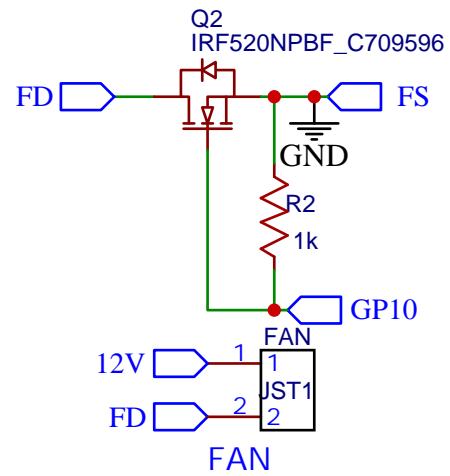 Q2
IRF520NPBF_C709596
FD
FS
GND
R2
1k
GP10
FAN
12V 1 1
JST1
FD 2 2
FAN